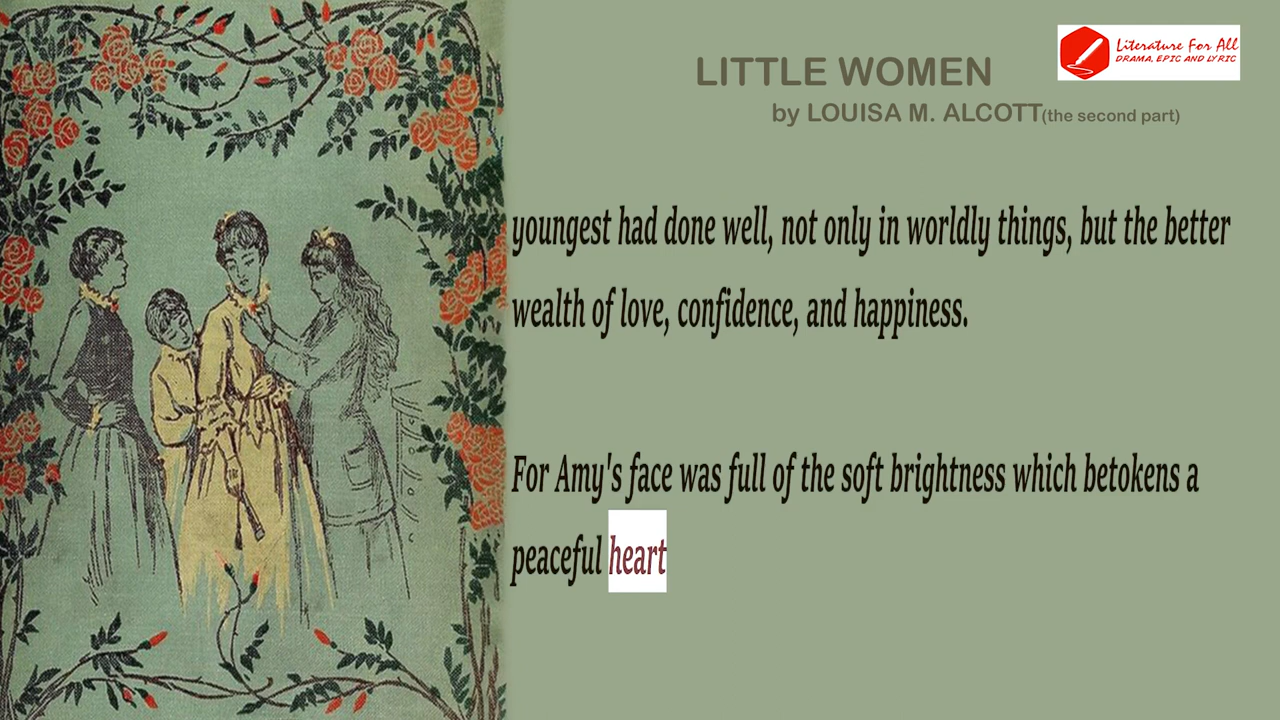 LITTLE WOMEN
by LOUISA M. ALCOTT(the second part)
Literature For All
DRAMA, EPIC AND LYRIC
youngest had done well, not only in worldly things, but the better
wealth of love, confidence, and happiness.
For Amy's face was full of the soft brightness which betokens a
peaceful heart